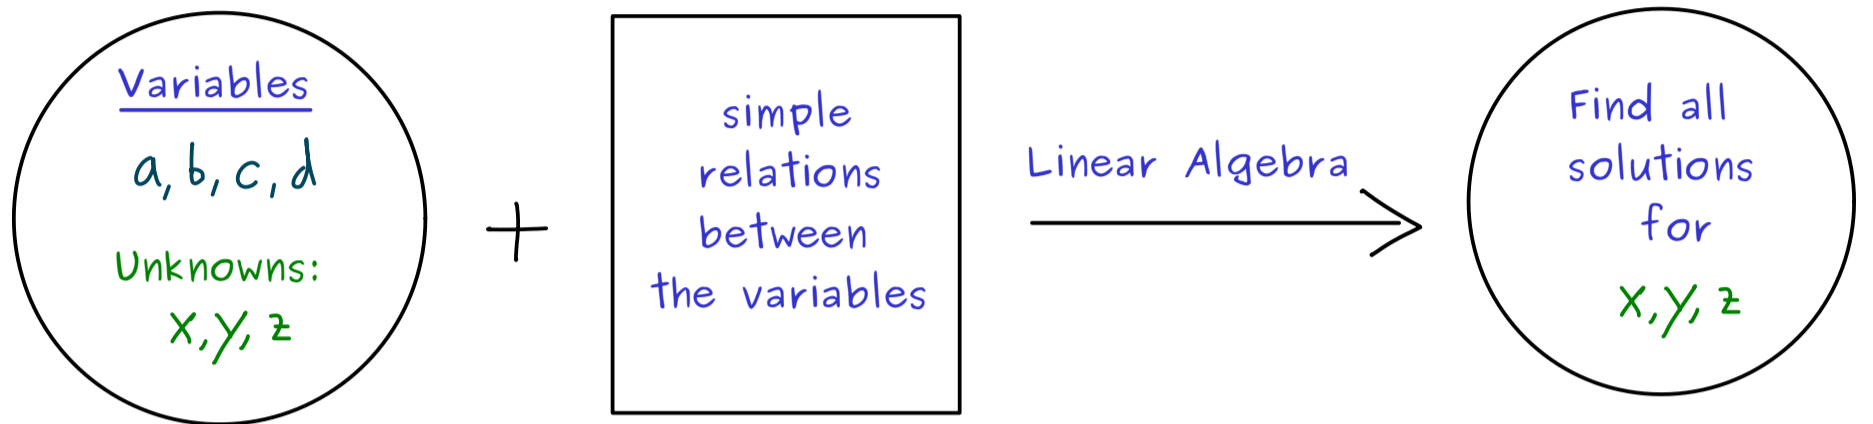 Variables
a, b, c, d
Unknowns:
x, y, z
+
simple
relations
between
the variables
Linear Algebra
Find all
solutions
for
x, y, z